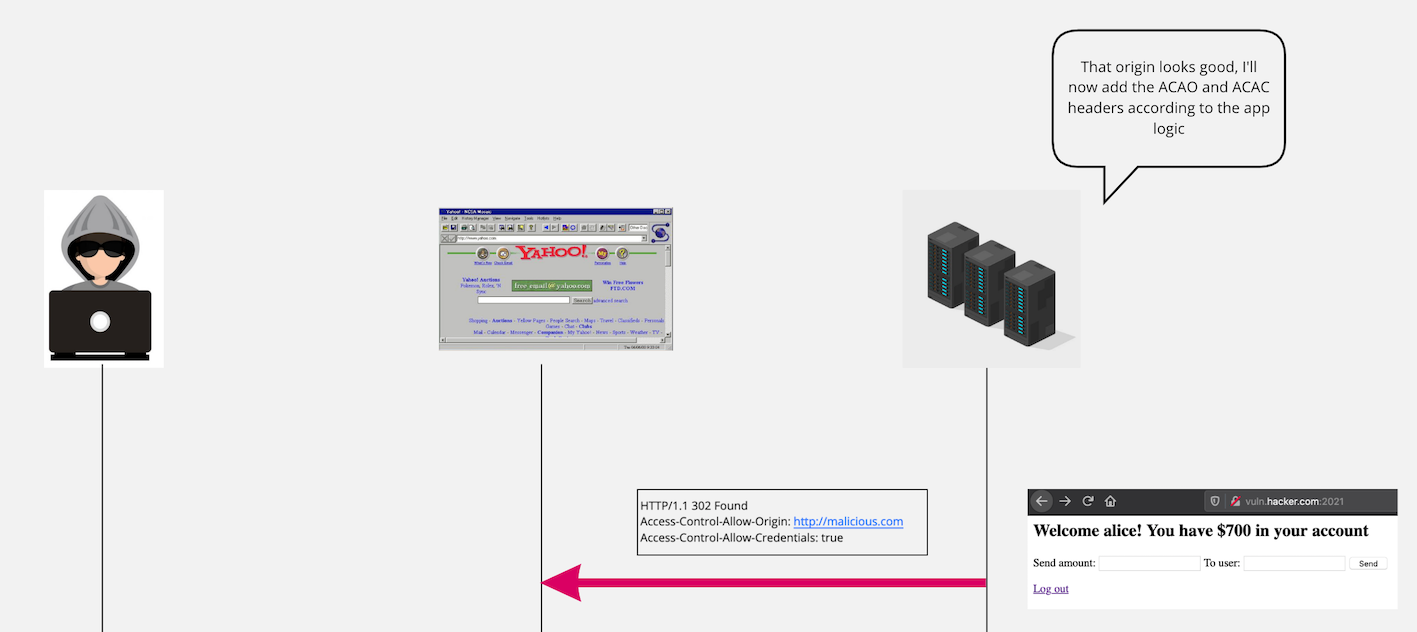 That origin looks good, I'll
now add the ACAO and ACAC
headers according to the app
logic
Yahoo! - NCSA Mosaic
http://www.yahoo.com
YAHOO!
Yahoo! Auctions
free email@yahoo.com
Win Free Flowers
FTD.COM
Search advanced search
Shopping - Auctions - Yellow Pages - People Search - Maps - Travel - Classifieds - Personals
Games - Chat - Clubs
Mail - Calendar - Messenger - Companion - My Yahoo! - News - Sports - Weather - TV -
HTTP/1.1 302 Found
Access-Control-Allow-Origin: http://malicious.com
Access-Control-Allow-Credentials: true
vuln.hacker.com:2021
Welcome alice! You have $700 in your account
Send amount: To user: Send
Log out